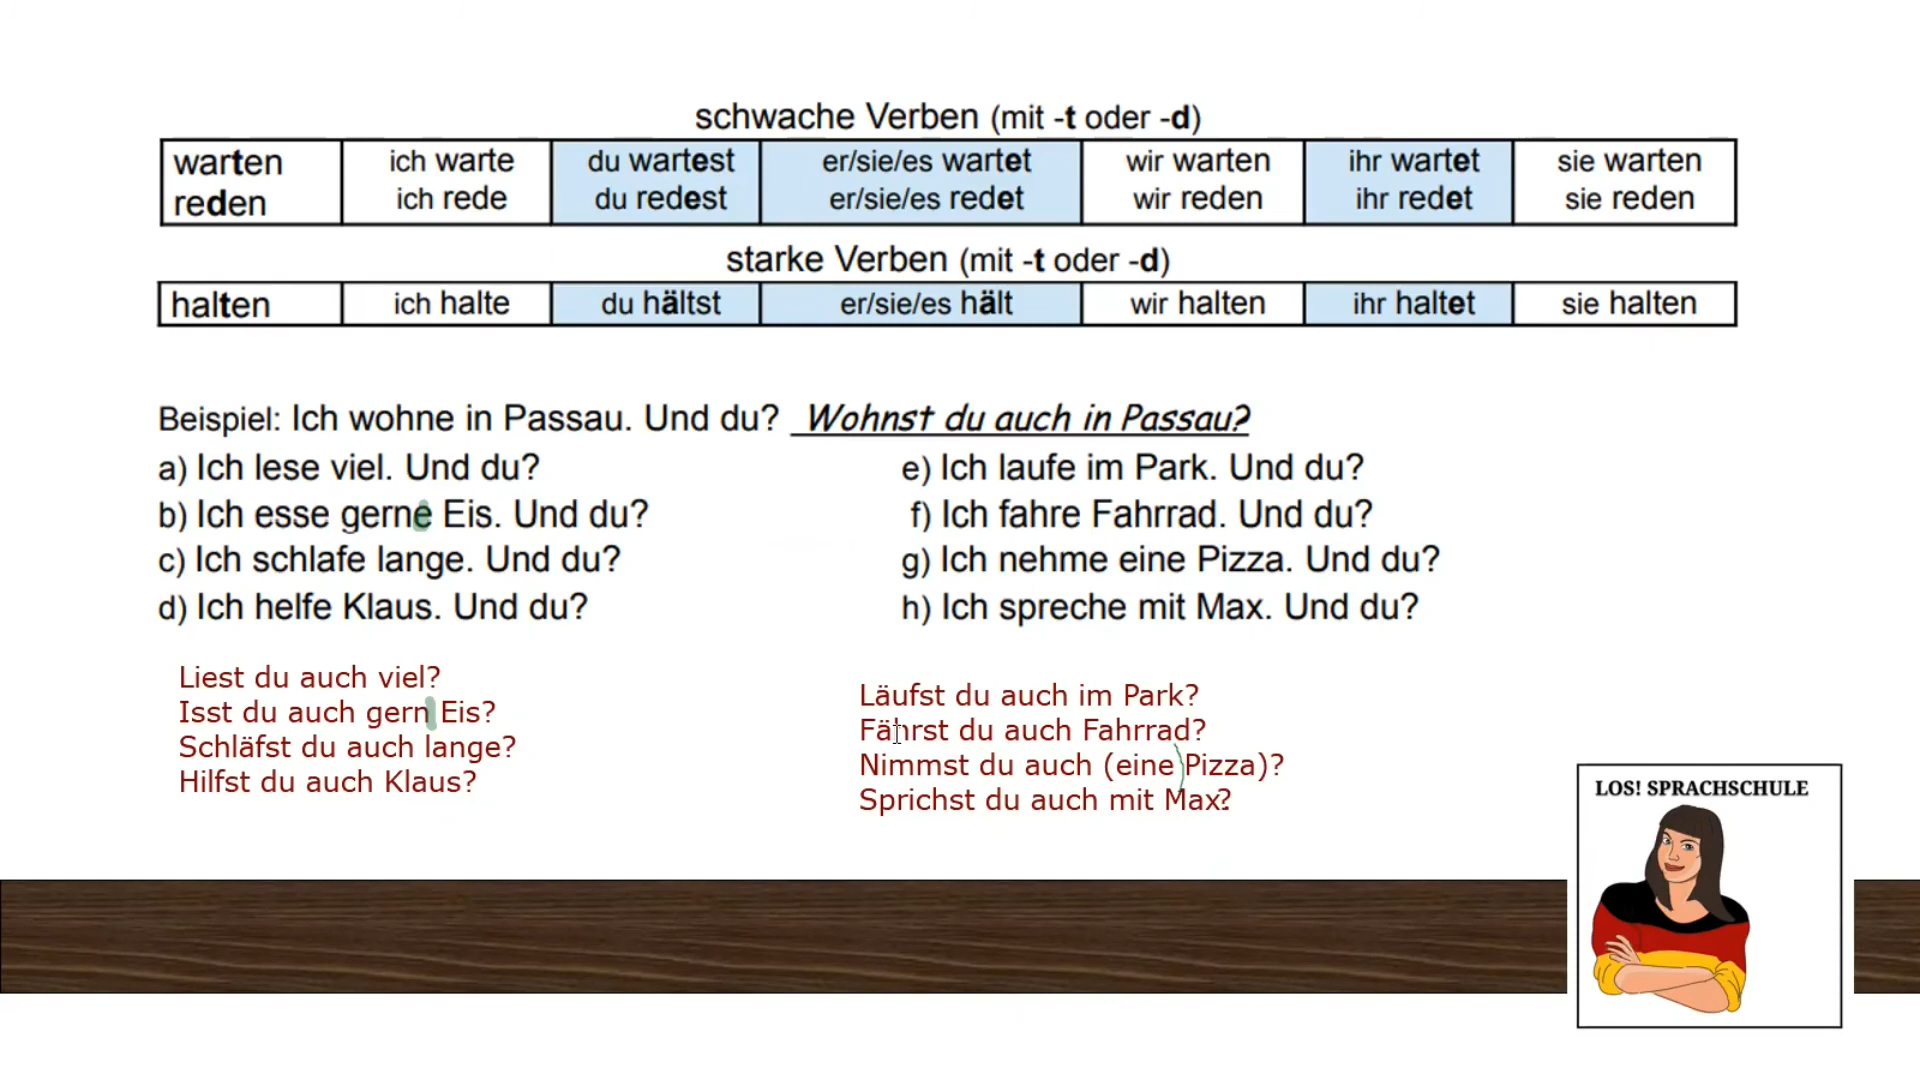 schwache Verben (mit -t oder -d)
warten ich warte du wartest er/sie/es wartet wir warten ihr wartet sie warten
reden ich rede du redest er/sie/es redet wir reden ihr redet sie reden
starke Verben (mit -t oder -d)
halten ich halte du hältst er/sie/es hält wir halten ihr haltet sie halten
Beispiel: Ich wohne in Passau. Und du? Wohnst du auch in Passau?
a) Ich lese viel. Und du?
b) Ich esse gerne Eis. Und du?
c) Ich schlafe lange. Und du?
d) Ich helfe Klaus. Und du?
e) Ich laufe im Park. Und du?
f) Ich fahre Fahrrad. Und du?
g) Ich nehme eine Pizza. Und du?
h) Ich spreche mit Max. Und du?
Liest du auch viel?
Isst du auch gern Eis?
Schläfst du auch lange?
Hilfst du auch Klaus?
Läufst du auch im Park?
Fährst du auch Fahrrad?
Nimmst du auch (eine Pizza)?
Sprichst du auch mit Max?
LOS! SPRACHSCHULE